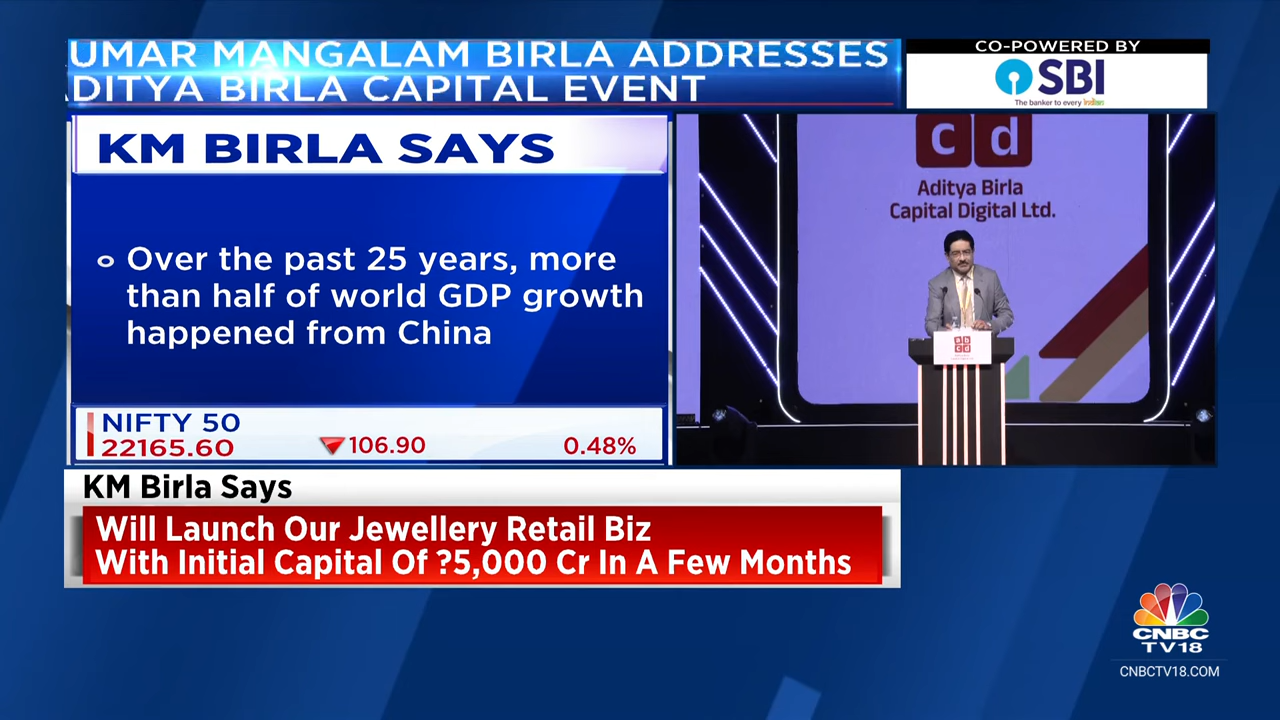 UMAR MANGALAM BIRLA ADDRESSES
DITYA BIRLA CAPITAL EVENT
CO-POWERED BY
SBI
The banker to every Indian
KM BIRLA SAYS
Over the past 25 years, more
than half of world GDP growth
happened from China
c d
Aditya Birla
Capital Digital Ltd.
a b
c d
NIFTY 50
22165.60 106.90 0.48%
KM Birla Says
Will Launch Our Jewellery Retail Biz
With Initial Capital Of ?5,000 Cr In A Few Months
CNBC
TV18
CNBCTV18.COM